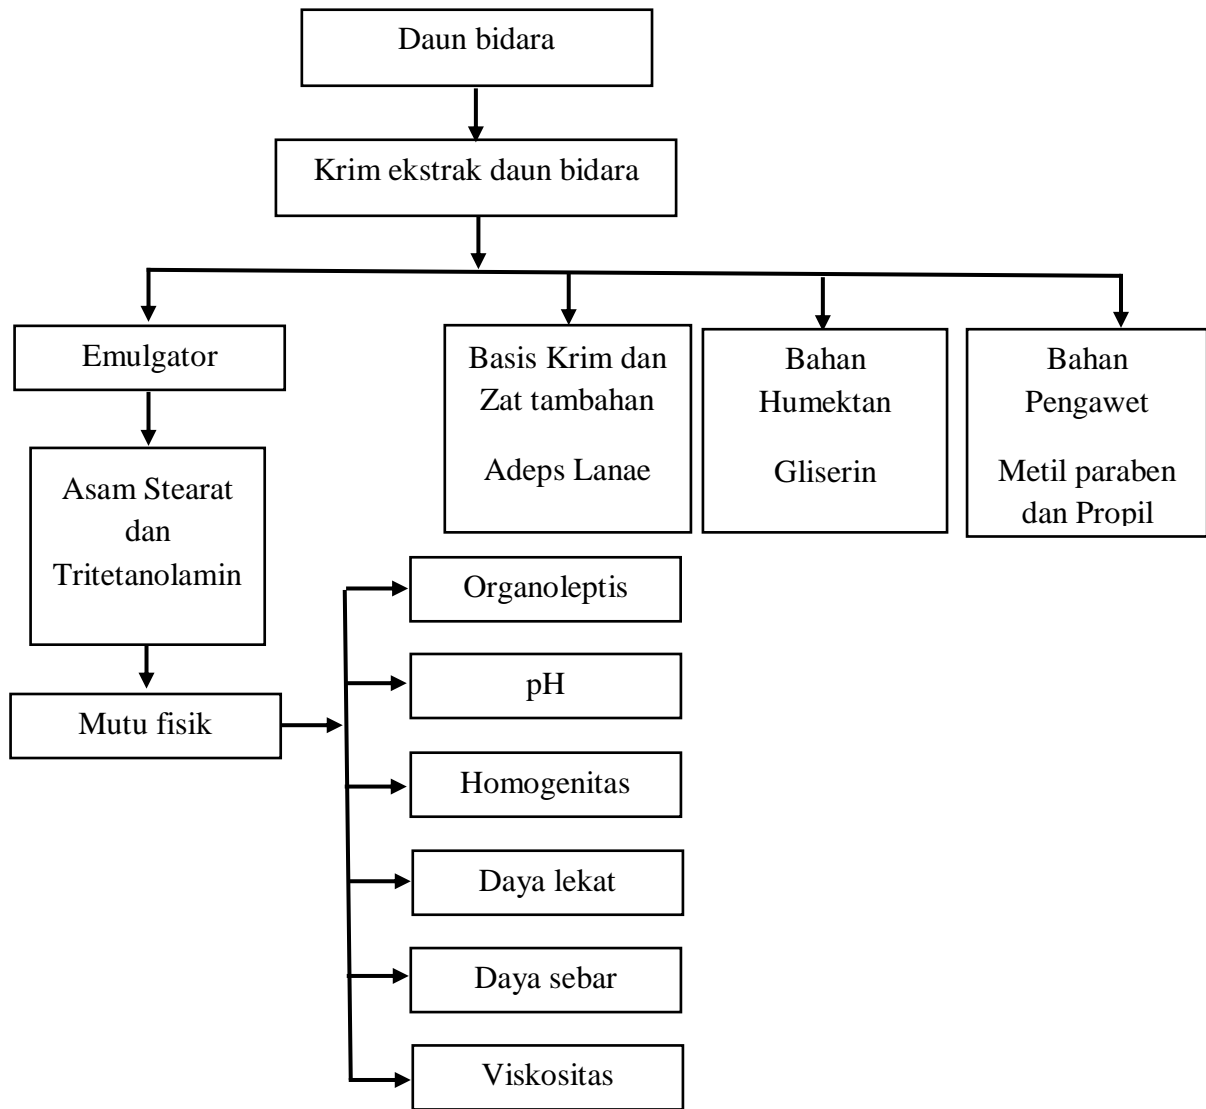 Daun bidara
Krim ekstrak daun bidara
Emulgator
Basis Krim dan
Zat tambahan
Adeps Lanae
Bahan
Humektan
Gliserin
Bahan
Pengawet
Metil paraben
dan Propil
Asam Stearat
dan
Tritetanolamin
Mutu fisik
Organoleptis
pH
Homogenitas
Daya lekat
Daya sebar
Viskositas